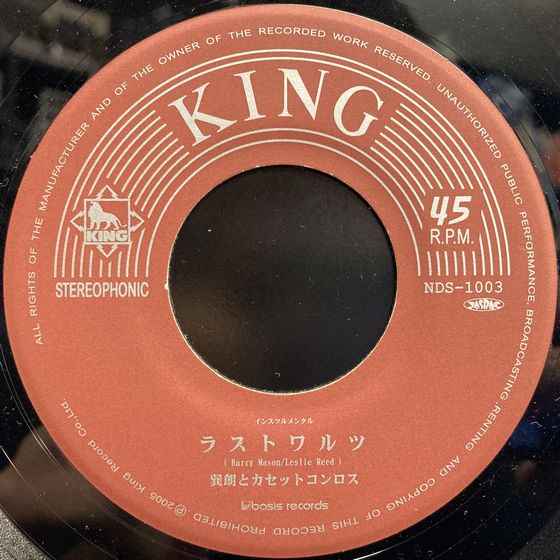 ALL RIGHTS OF THE MANUFACTURER AND OF THE OWNER OF THE RECORDED WORK RESERVED. UNAUTHORIZED PUBLIC PERFORMANCE, BROADCASTING, RENTING AND COPYING OF THIS RECORD PROHIBITED. Ⓟ2005 King Record Co., Ltd.
KING
KING
STEREOPHONIC
45
R.P.M.
NDS-1003
JASRAC
インスツルメンタル
ラストワルツ
( Barry Mason/Leslie Reed )
巽朗とカセットコンロス
basis records